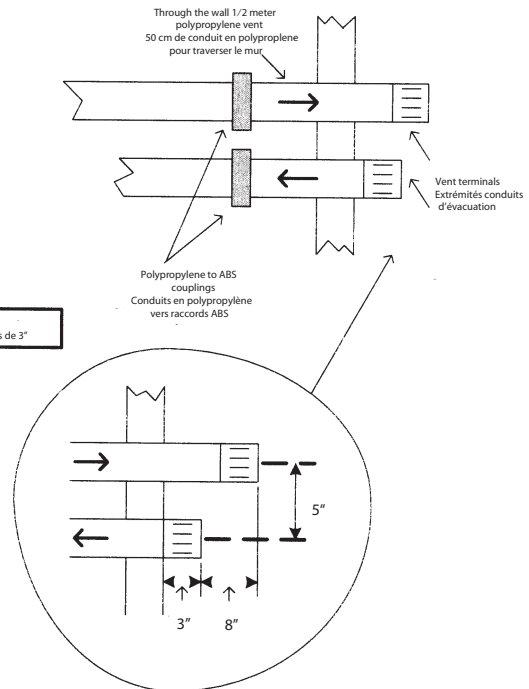 Through the wall 1/2 meter
polypropylene vent
50 cm de conduit en polyproplene
pour traverser le mur
Vent terminals
Extrémités conduits
d'évacuation
Polypropylene to ABS
couplings
Conduits en polypropylène
vers raccords ABS
de 3"
5"
3" 8"